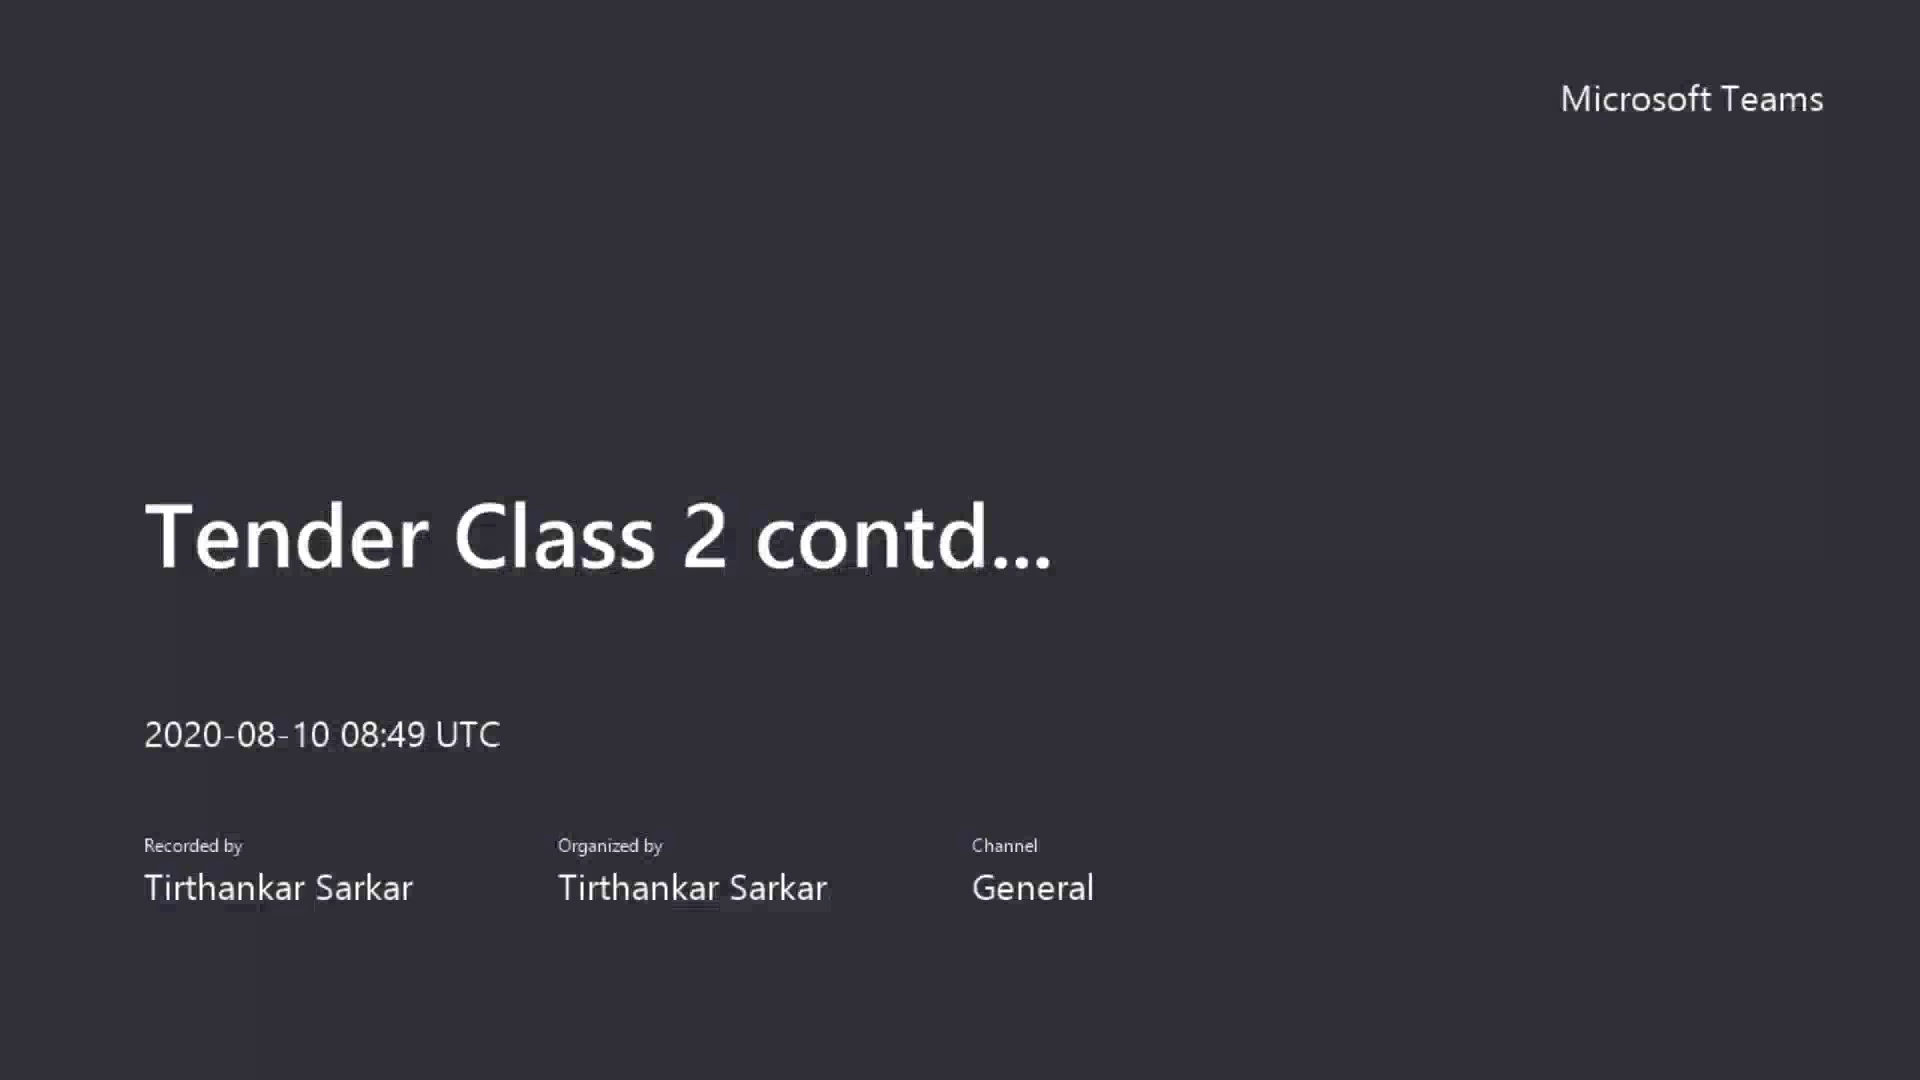 Microsoft Teams
Tender Class 2 contd...
2020-08-10 08:49 UTC
Recorded by
Tirthankar Sarkar
Organized by
Tirthankar Sarkar
Channel
General